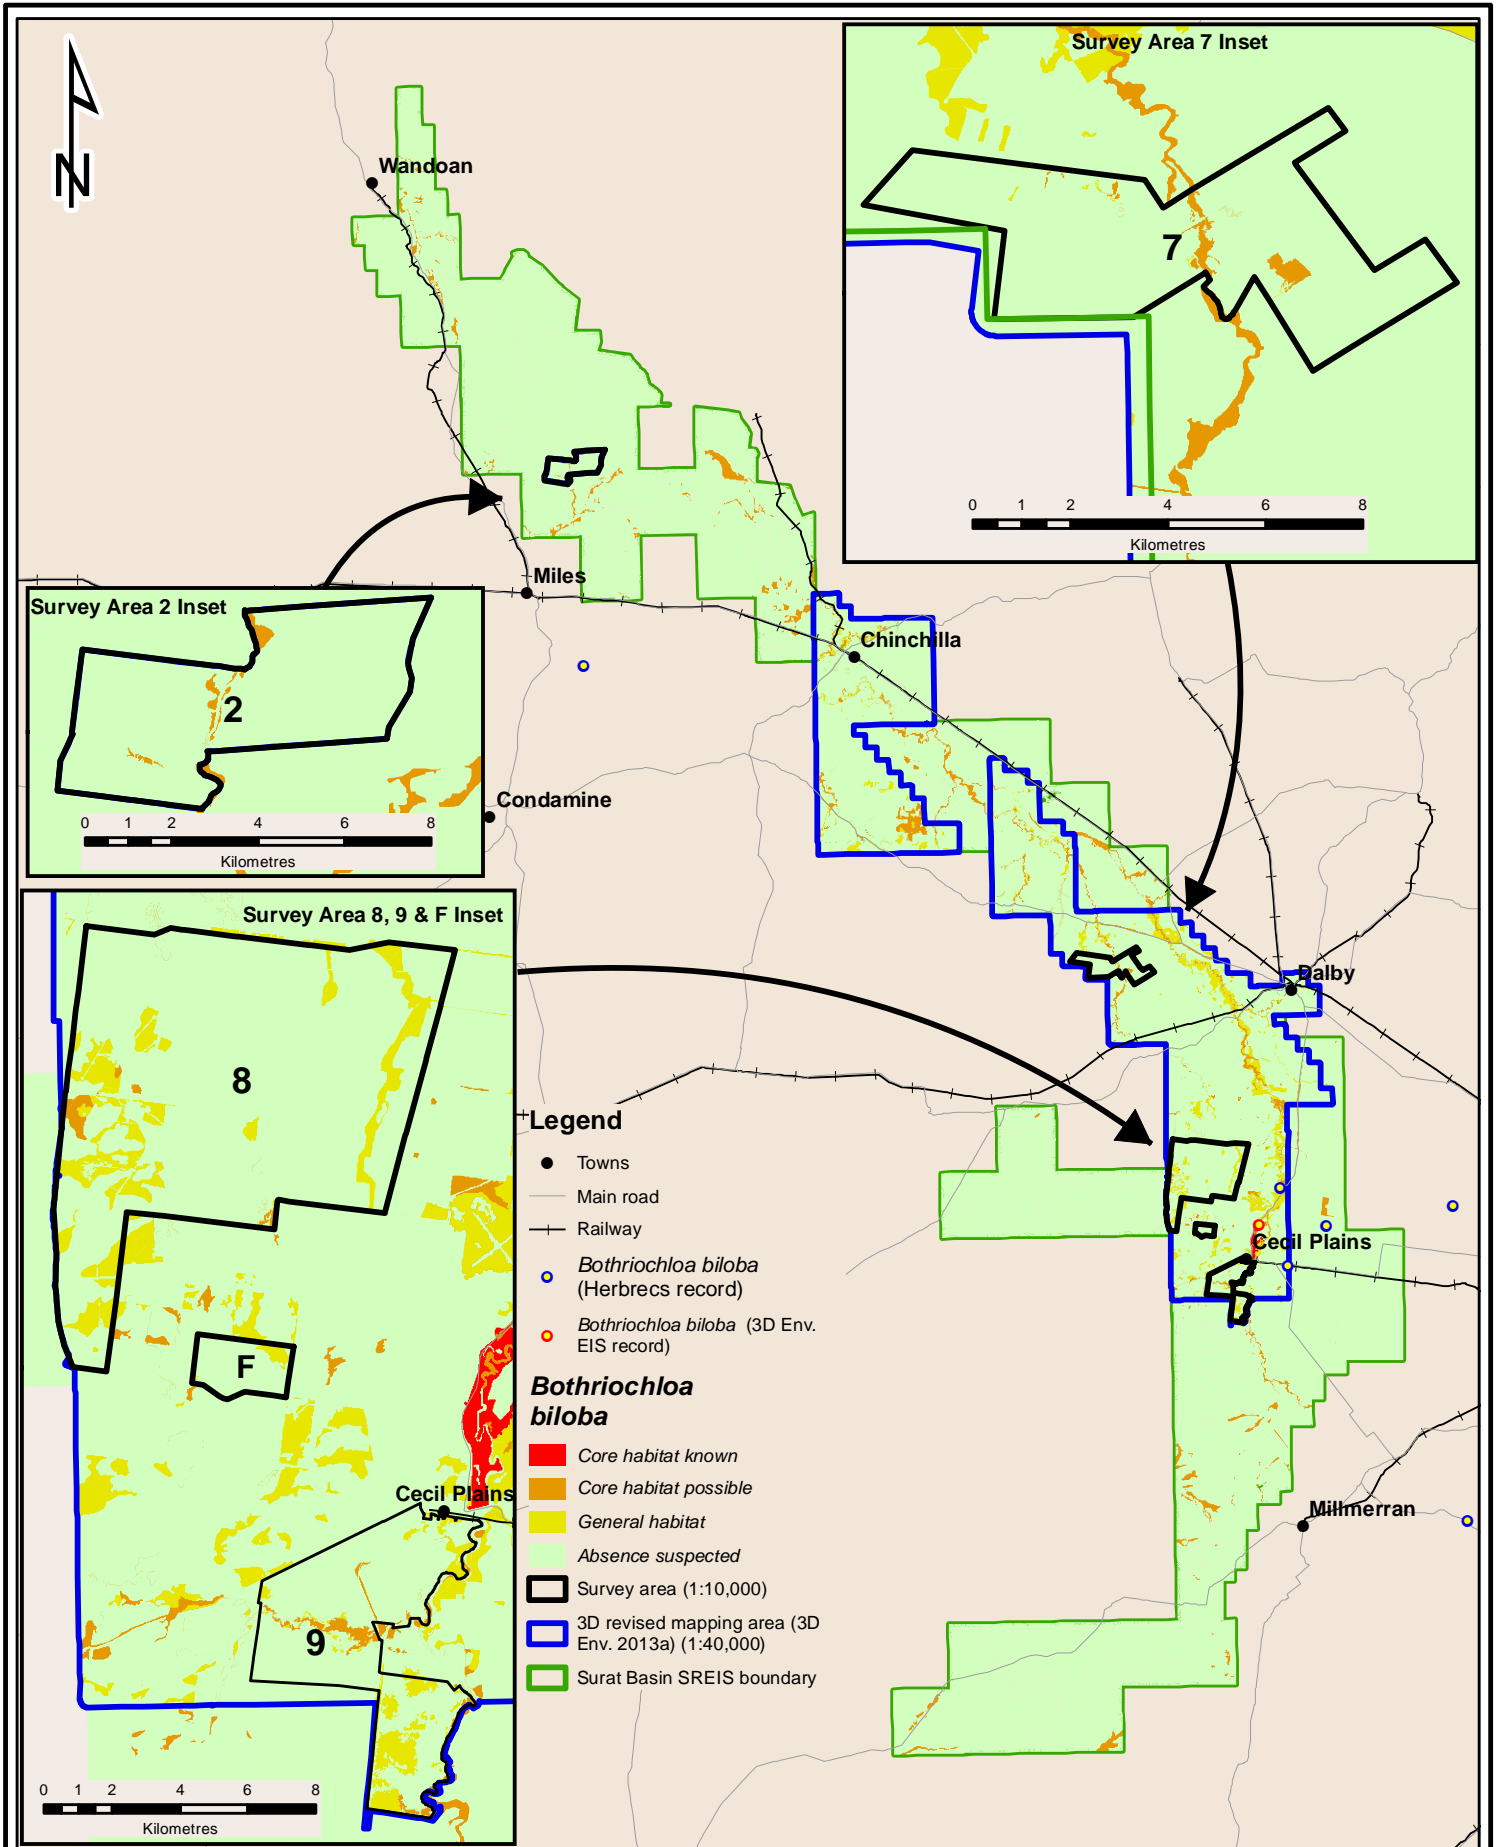 Survey Area 7 Inset
N
Wandoan
7
0 1 2 4 6 8
Kilometres
Miles
Survey Area 2 Inset
2
0 1 2 4 6 8
Kilometres
Chinchilla
Condamine
Survey Area 8, 9 & F Inset
Dalby
8
F
Cecil Plains
9
0 1 2 4 6 8
Kilometres
Cecil Plains
Millmerran
Legend
Towns
Main road
Railway
Bothriochloa biloba
(Herbrecs record)
Bothriochloa biloba (3D Env.
EIS record)
Bothriochloa
biloba
Core habitat known
Core habitat possible
General habitat
Absence suspected
Survey area (1:10,000)
3D revised mapping area (3D
Env. 2013a) (1:40,000)
Surat Basin SREIS boundary